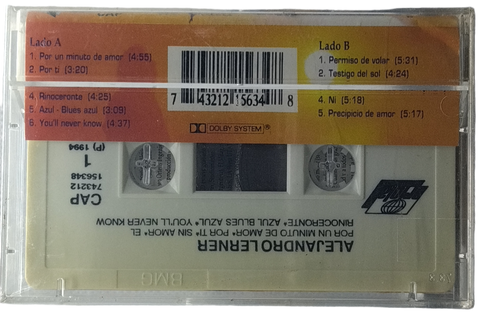 Lado A
1. Por un minuto de amor (4:55)
2. Por ti (3:20)
4. Rinoceronte (4:25)
5. Azul - Blues azul (3:09)
6. You'll never know (4:37)
Lado B
1. Permiso de volar (5:31)
2. Testigo del sol (4:24)
4. Ni (5:18)
5. Precipicio de amor (5:17)
7 43212 15634 8
DOLBY SYSTEM®
ALEJANDRO LERNER
POR UN MINUTO DE AMOR* POR TI* SIN AMOR* EL
RINOCERONTE* AZUL BLUES AZUL* YOU'LL NEVER KNOW
CAP
743212
156348
1
(P) 1994
BMG